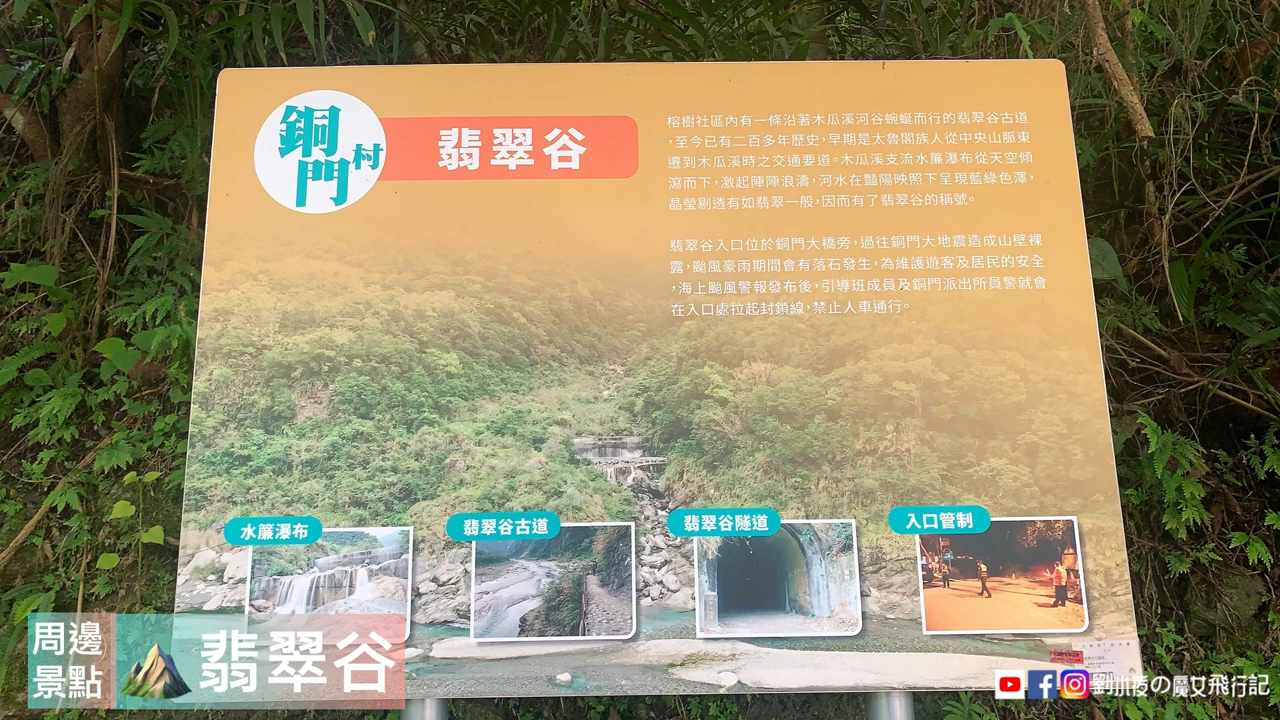 銅門村
翡翠谷
榕樹社區內有一條沿著木瓜溪河谷蜿蜒而行的翡翠谷古道
,至今已有二百多年歷史,早期是太魯閣族人從中央山脈東
遷到木瓜溪時之交通要道。木瓜溪支流水簾瀑布從天空傾
瀉而下,激起陣陣浪濤,河水在豔陽映照下呈現藍綠色澤,
晶瑩剔透有如翡翠一般,因而有了翡翠谷的稱號。
翡翠谷入口位於銅門大橋旁,過往銅門大地震造成山壁裸
露,颱風豪雨期間會有落石發生,為維護遊客及居民的安全
,海上颱風警報發布後,引導班成員及銅門派出所員警就會
在入口處拉起封鎖線,禁止人車通行。
水簾瀑布
翡翠谷古道
翡翠谷隧道
入口管制
周邊
景點
翡翠谷
劉小夜の魔女飛行記